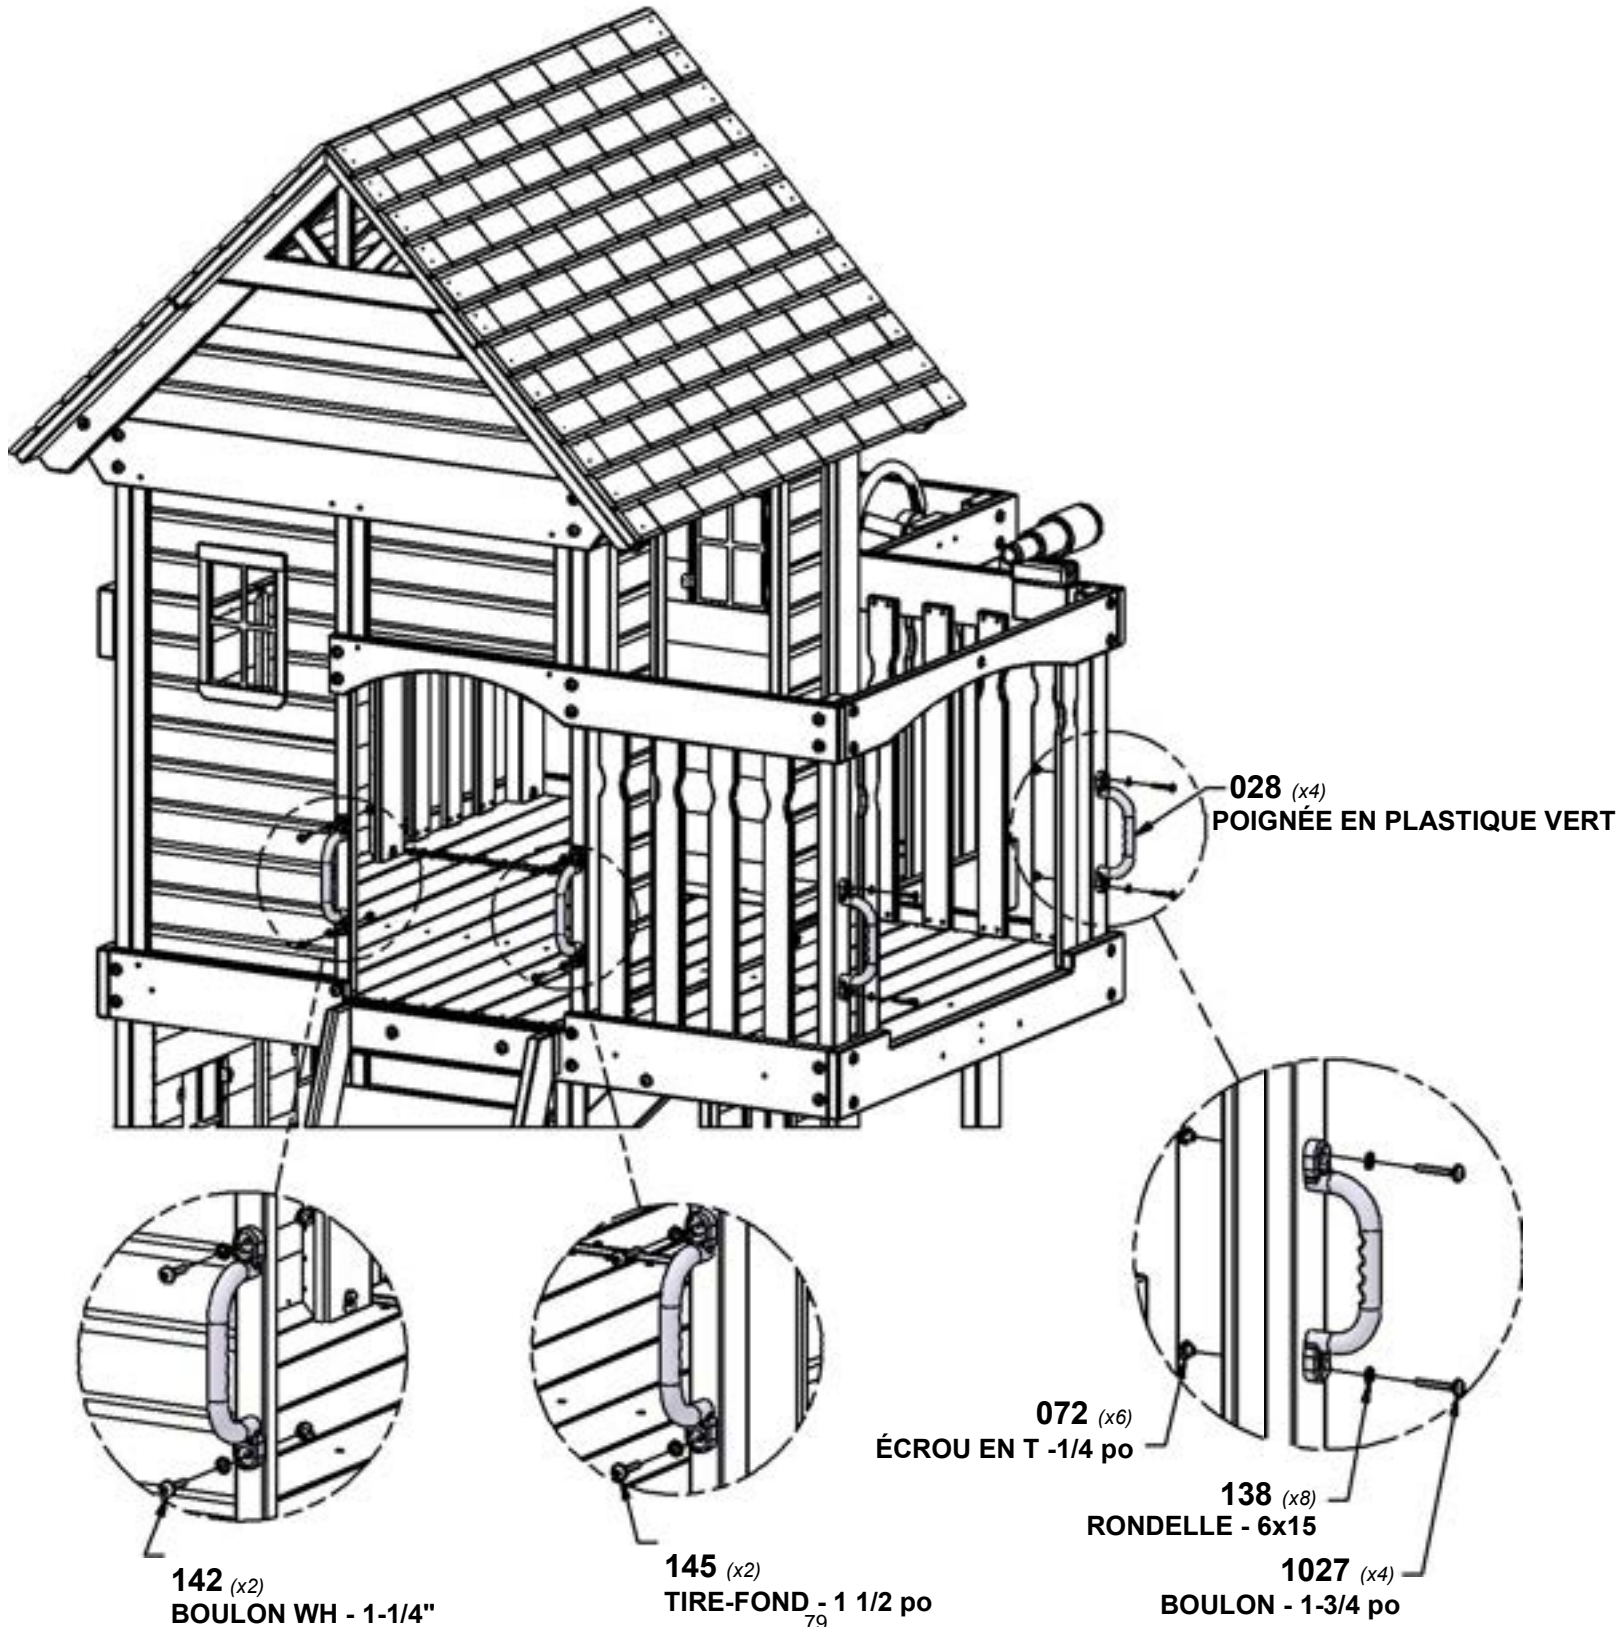 028 (x4)
POIGNÉE EN PLASTIQUE VERT
072 (x6)
ÉCROU EN T -1/4 po
138 (x8)
RONDELLE - 6x15
1027 (x4)
BOULON - 1-3/4 po
142 (x2)
BOULON WH - 1-1/4"
145 (x2)
TIRE-FOND - 1 1/2 po
79